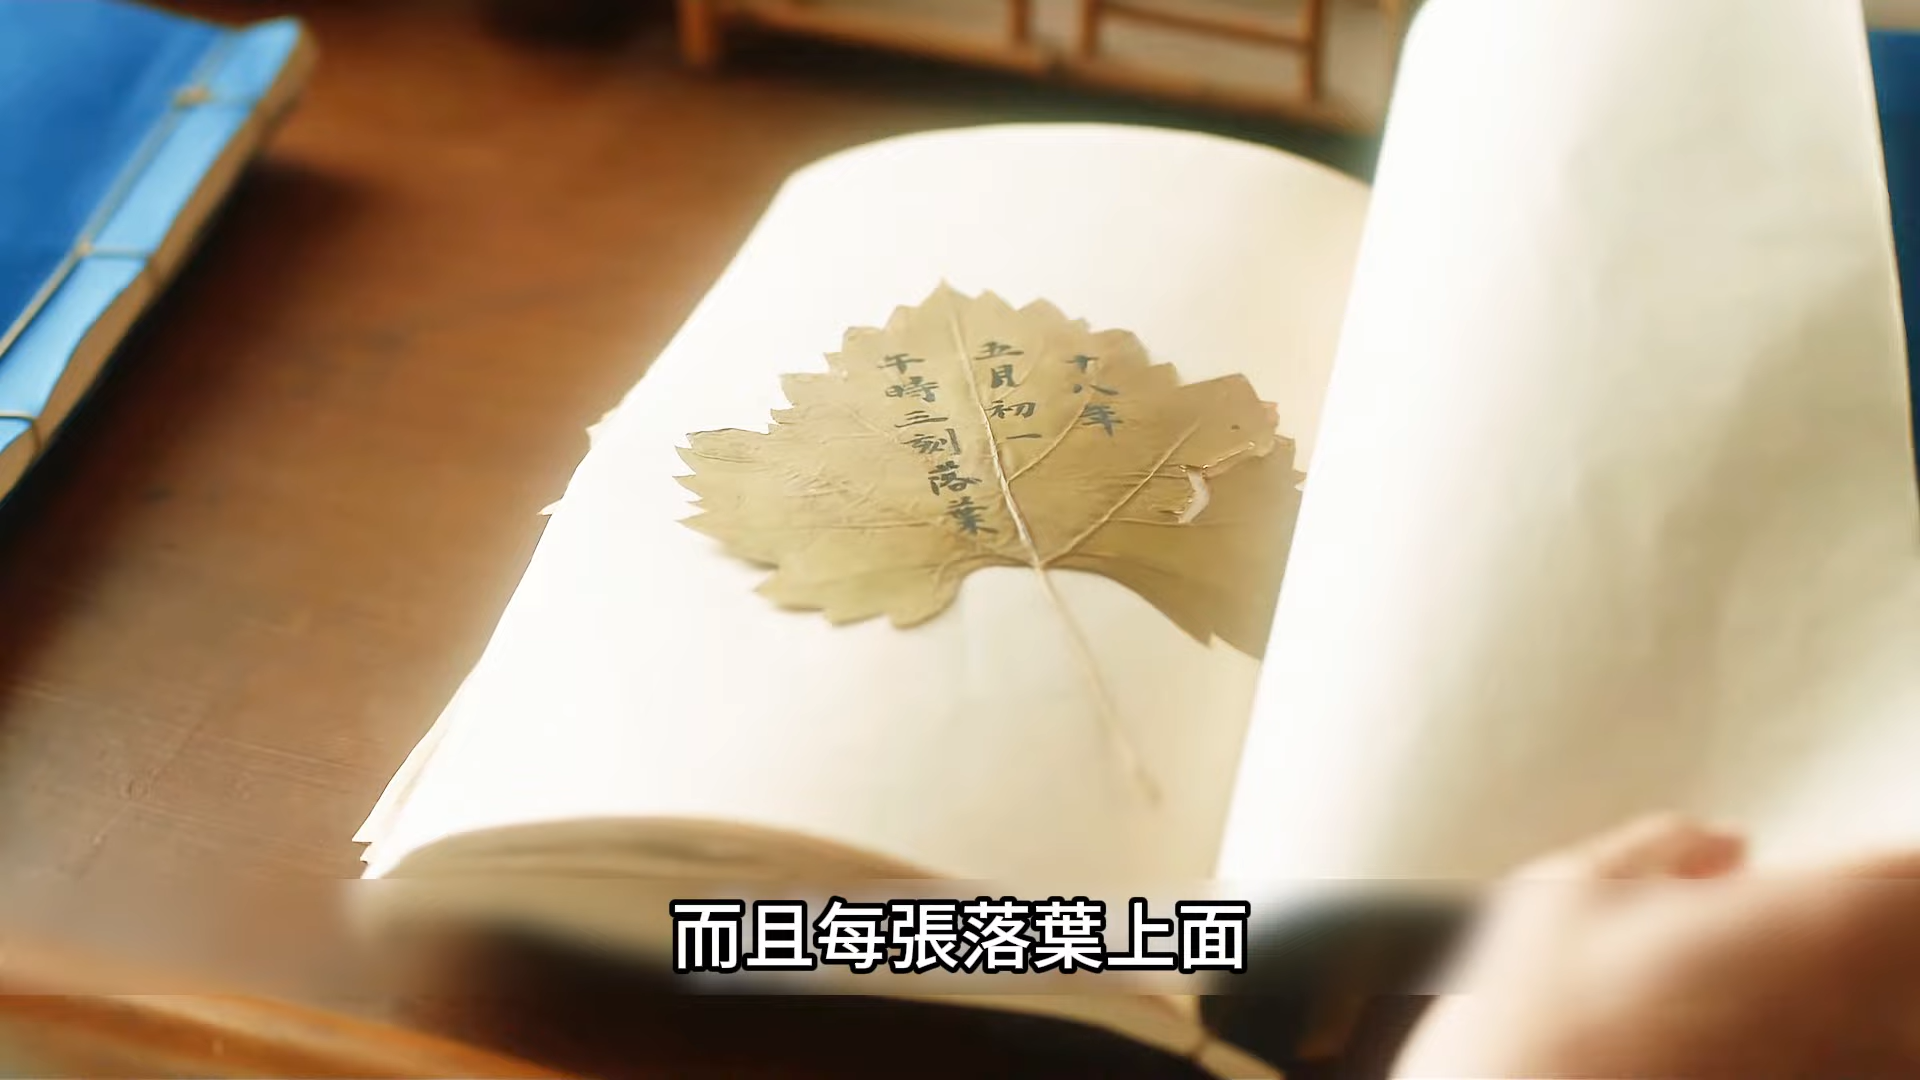 十八年
五月初一
午時三刻落葉
而且每張落葉上面